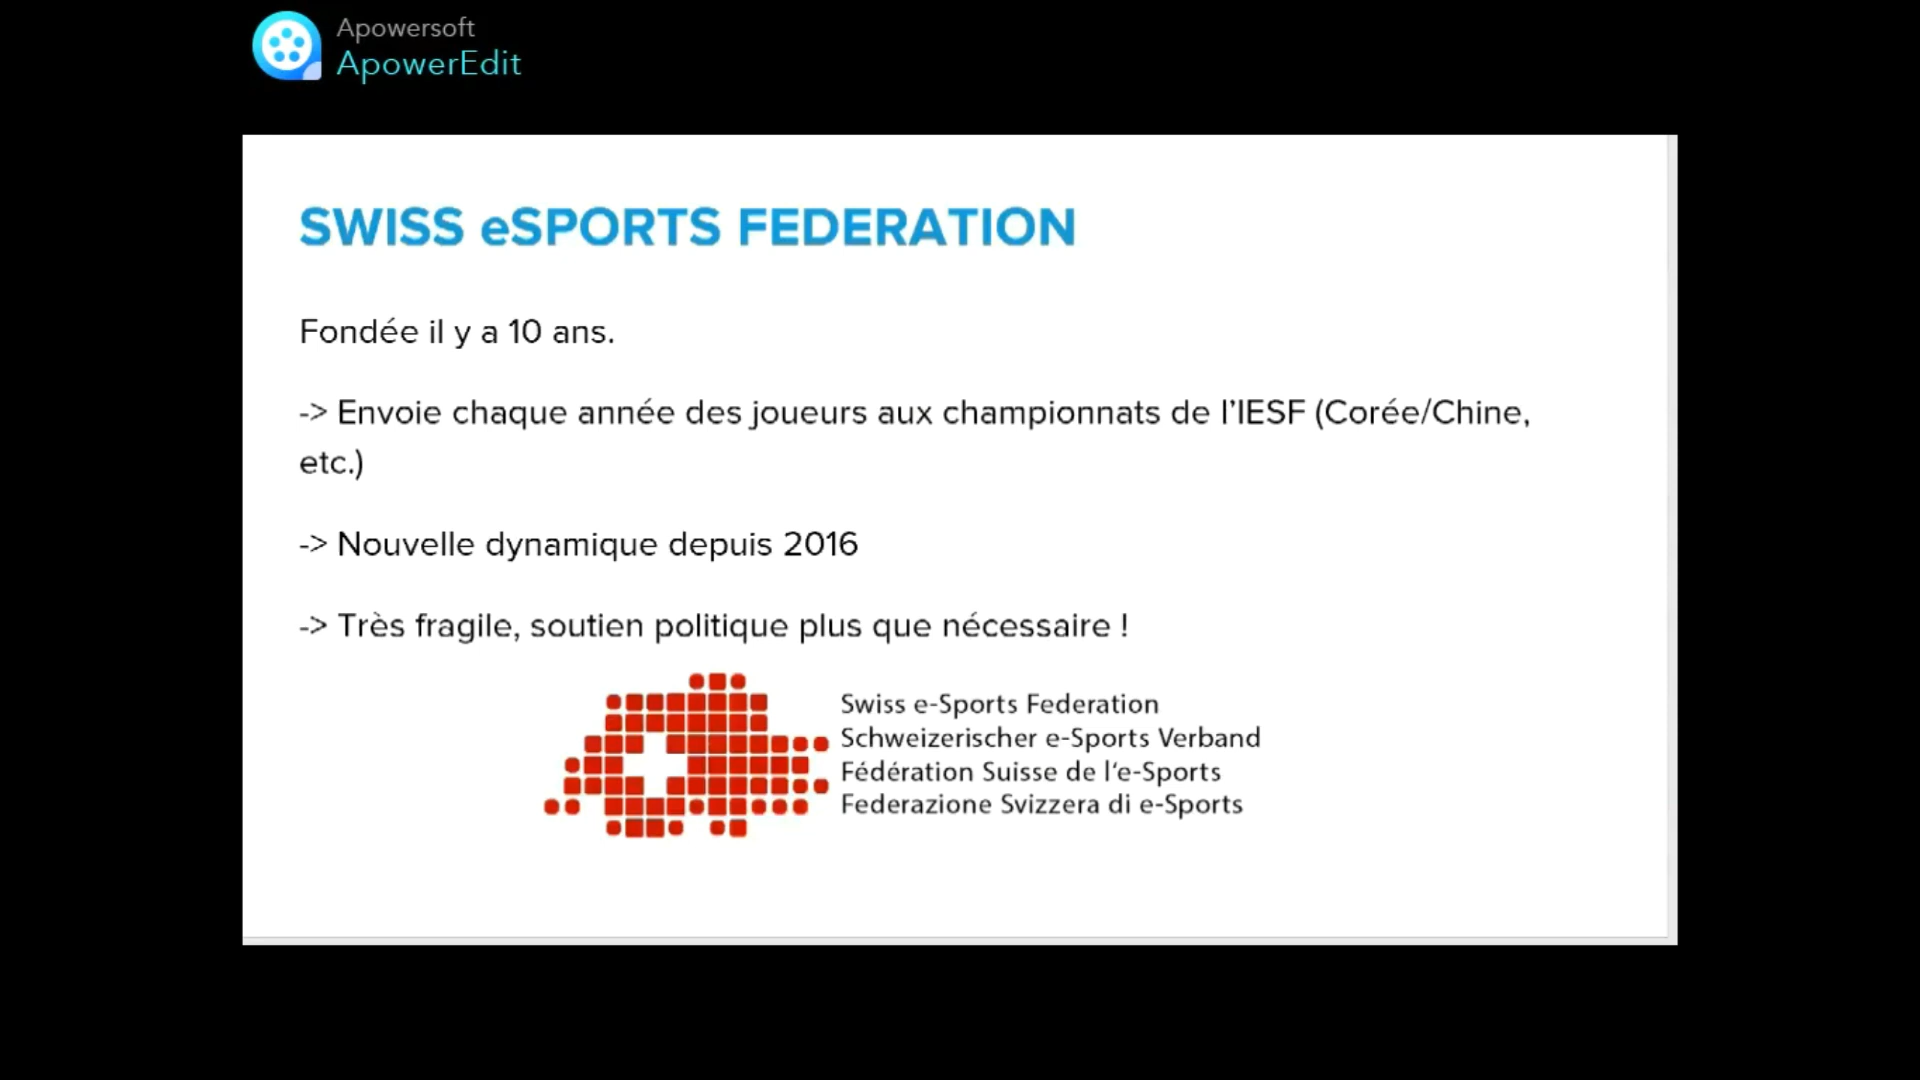 Apowersoft
ApowerEdit
SWISS eSPORTS FEDERATION
Fondée il y a 10 ans.
-> Envoie chaque année des joueurs aux championnats de l’IESF (Corée/Chine,
etc.)
-> Nouvelle dynamique depuis 2016
-> Très fragile, soutien politique plus que nécessaire !
Swiss e-Sports Federation
Schweizerischer e-Sports Verband
Fédération Suisse de l‘e-Sports
Federazione Svizzera di e-Sports